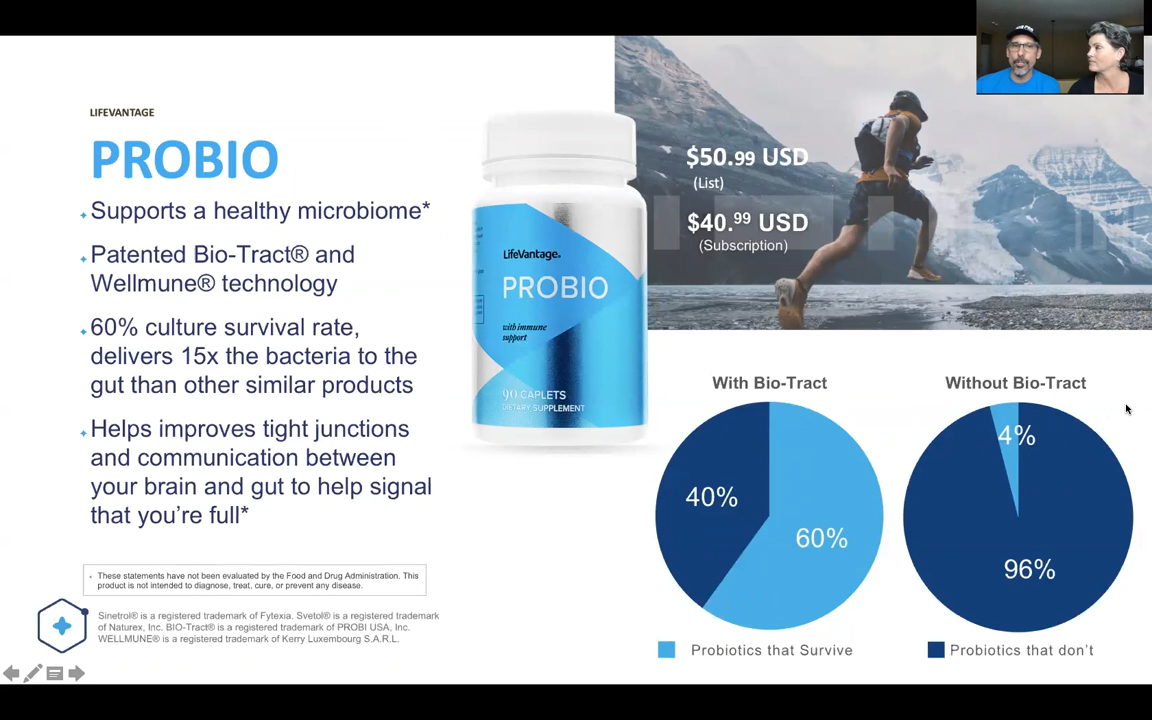 LIFEVANTAGE
PROBIO
Supports a healthy microbiome*
Patented Bio-Tract® and
Wellmune® technology
60% culture survival rate,
delivers 15x the bacteria to the
gut than other similar products
Helps improves tight junctions
and communication between
your brain and gut to help signal
that you're full*
These statements have not been evaluated by the Food and Drug Administration. This
product is not intended to diagnose, treat, cure, or prevent any disease.
Sinetrol® is a registered trademark of Fytexia. Svetol® is a registered trademark
of Naturex, Inc. BIO-Tract® is a registered trademark of PROBI USA, Inc.
WELLMUNE® is a registered trademark of Kerry Luxembourg S.A.R.L.
LifeVantage®
PROBIO
with immune
support
90 CAPLETS
DIETARY SUPPLEMENT
$50.99 USD
(List)
$40.99 USD
(Subscription)
With Bio-Tract
40%
60%
Probiotics that Survive
Without Bio-Tract
4%
96%
Probiotics that don't